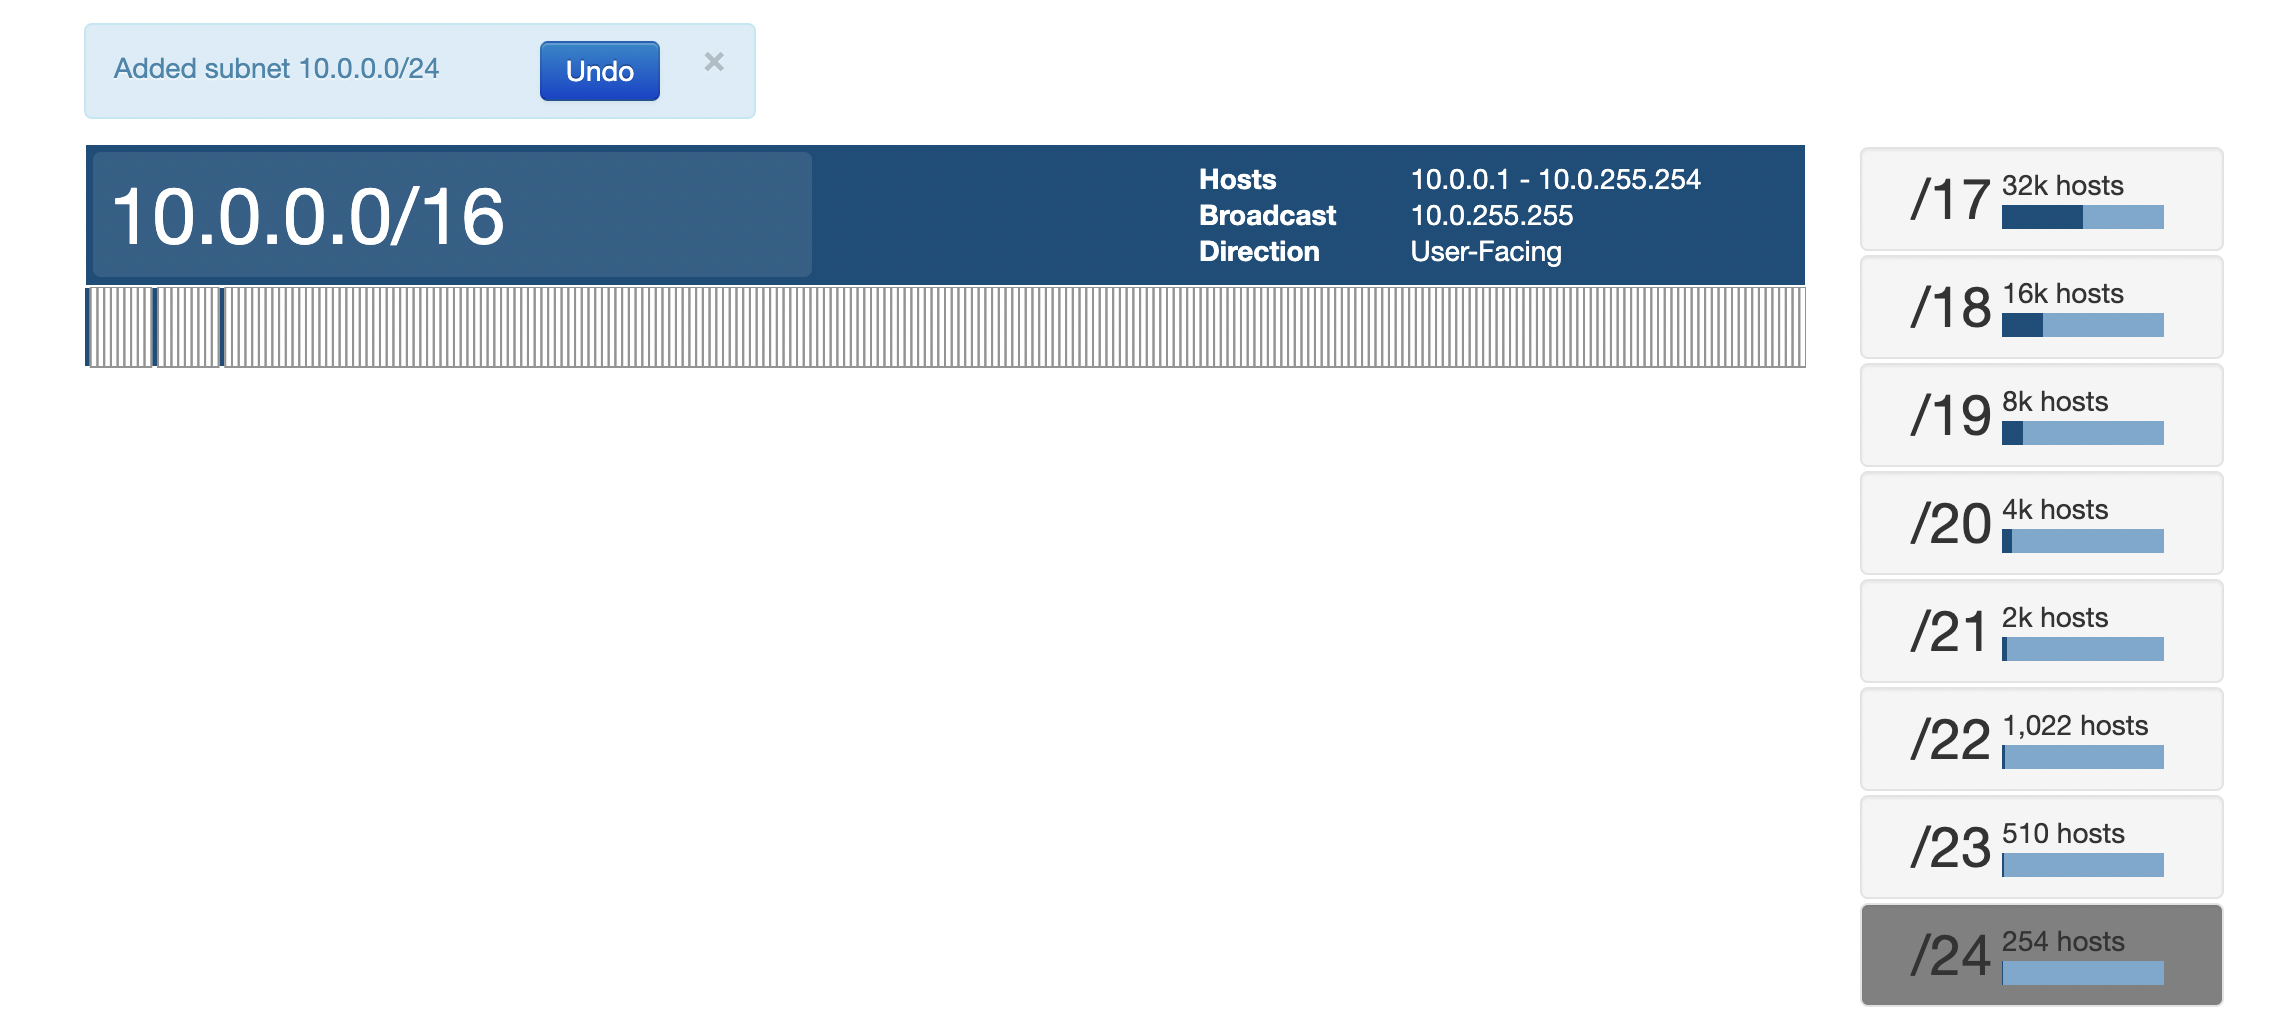 Added subnet 10.0.0.0/24
Undo
×
10.0.0.0/16
Hosts 10.0.0.1 - 10.0.255.254
Broadcast 10.0.255.255
Direction User-Facing
/17 32k hosts
/18 16k hosts
/19 8k hosts
/20 4k hosts
/21 2k hosts
/22 1,022 hosts
/23 510 hosts
/24 254 hosts